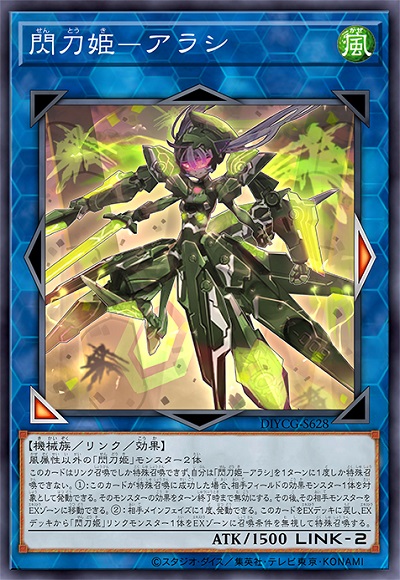 せんとうき
閃刀姫－アラシ
かぜ
瘋
DIYCG-S628
【機械族／リンク／効果】
風属性以外の「閃刀姫」モンスター２体
このカードはリンク召喚でしか特殊召喚できず、自分は「閃刀姫－アラシ」を１ターンに１度しか特殊召
喚できない。①：このカードが特殊召喚に成功した場合、相手フィールドの効果モンスター１体を対
象として発動できる。そのモンスターの効果をターン終了時まで無効にする。その後、その相手モンスターを
EXゾーンに移動できる。②：相手メインフェイズに１度、発動できる。このカードをEXデッキに戻し、EX
デッキから「閃刀姫」リンクモンスター１体をEXゾーンに召喚条件を無視して特殊召喚する。
ATK/1500 LINK-2
©スタジオ・ダイス／集英社・テレビ東京・KONAMI